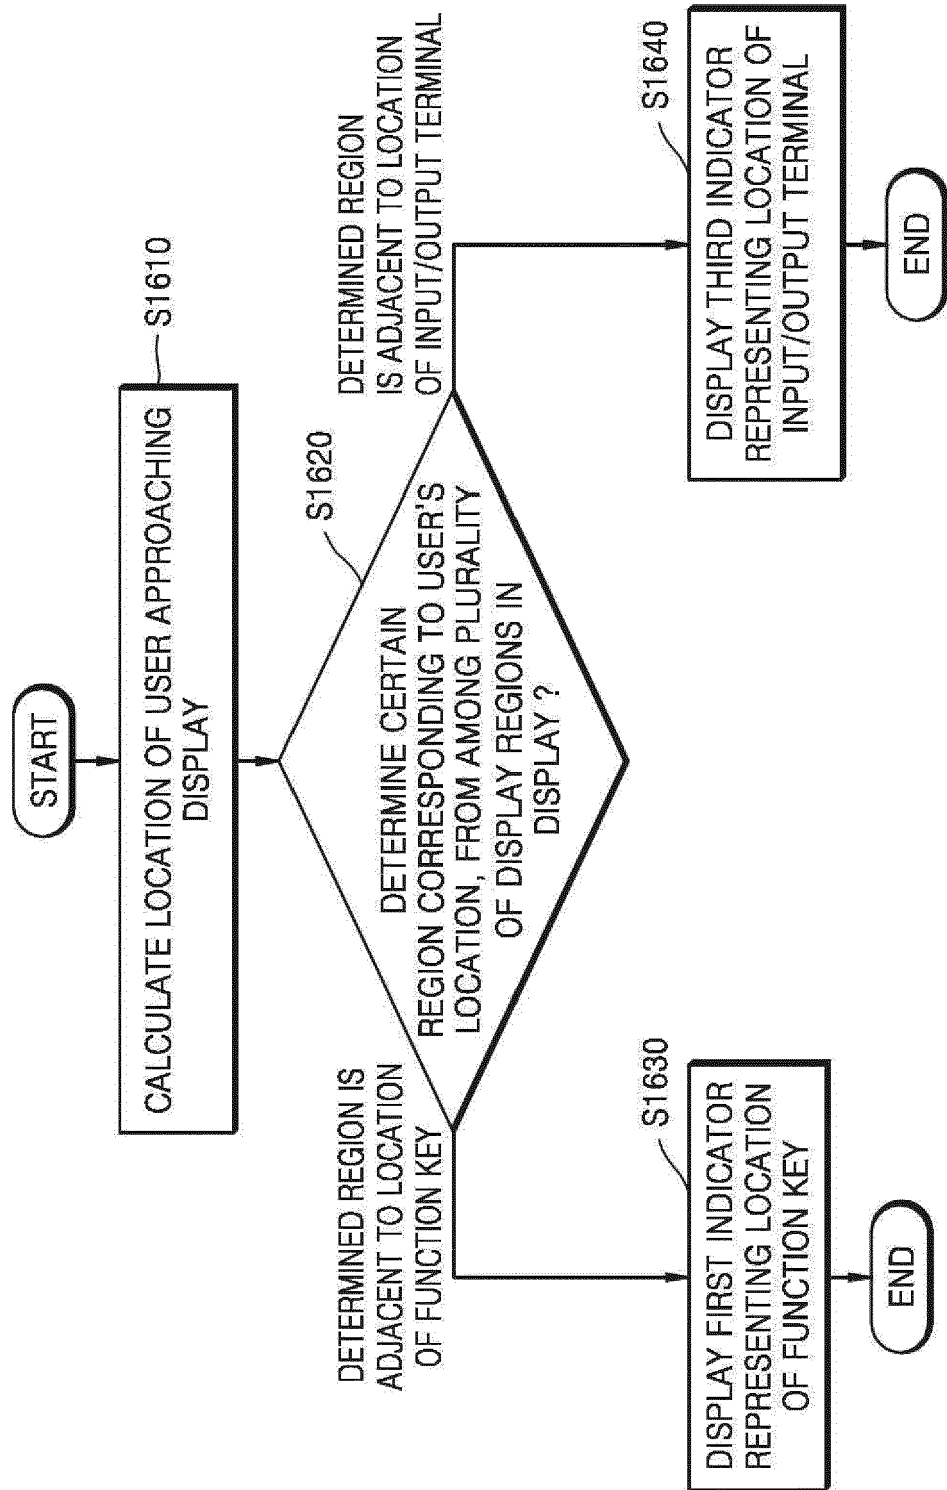 START
CALCULATE LOCATION OF USER APPROACHING
DISPLAY
S1610
DETERMINE CERTAIN
REGION CORRESPONDING TO USER'S
LOCATION, FROM AMONG PLURALITY
OF DISPLAY REGIONS IN
DISPLAY ?
S1620
DETERMINED REGION IS
ADJACENT TO LOCATION
OF FUNCTION KEY
DETERMINED REGION
IS ADJACENT TO LOCATION
OF INPUT/OUTPUT TERMINAL
S1630
DISPLAY FIRST INDICATOR
REPRESENTING LOCATION
OF FUNCTION KEY
END
S1640
DISPLAY THIRD INDICATOR
REPRESENTING LOCATION OF
INPUT/OUTPUT TERMINAL
END